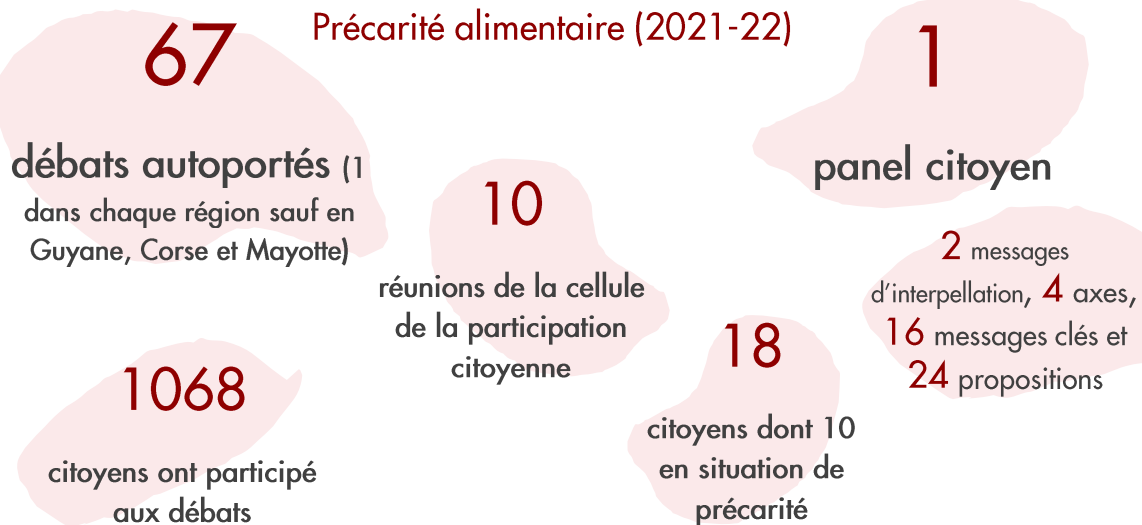 Précarité alimentaire (2021-22)
67
débats autoportés (1
dans chaque région sauf en
Guyane, Corse et Mayotte)
1
panel citoyen
10
réunions de la cellule
de la participation
citoyenne
2 messages
d'interpellation, 4 axes,
16 messages clés et
24 propositions
1068
citoyens ont participé
aux débats
18
citoyens dont 10
en situation de
précarité